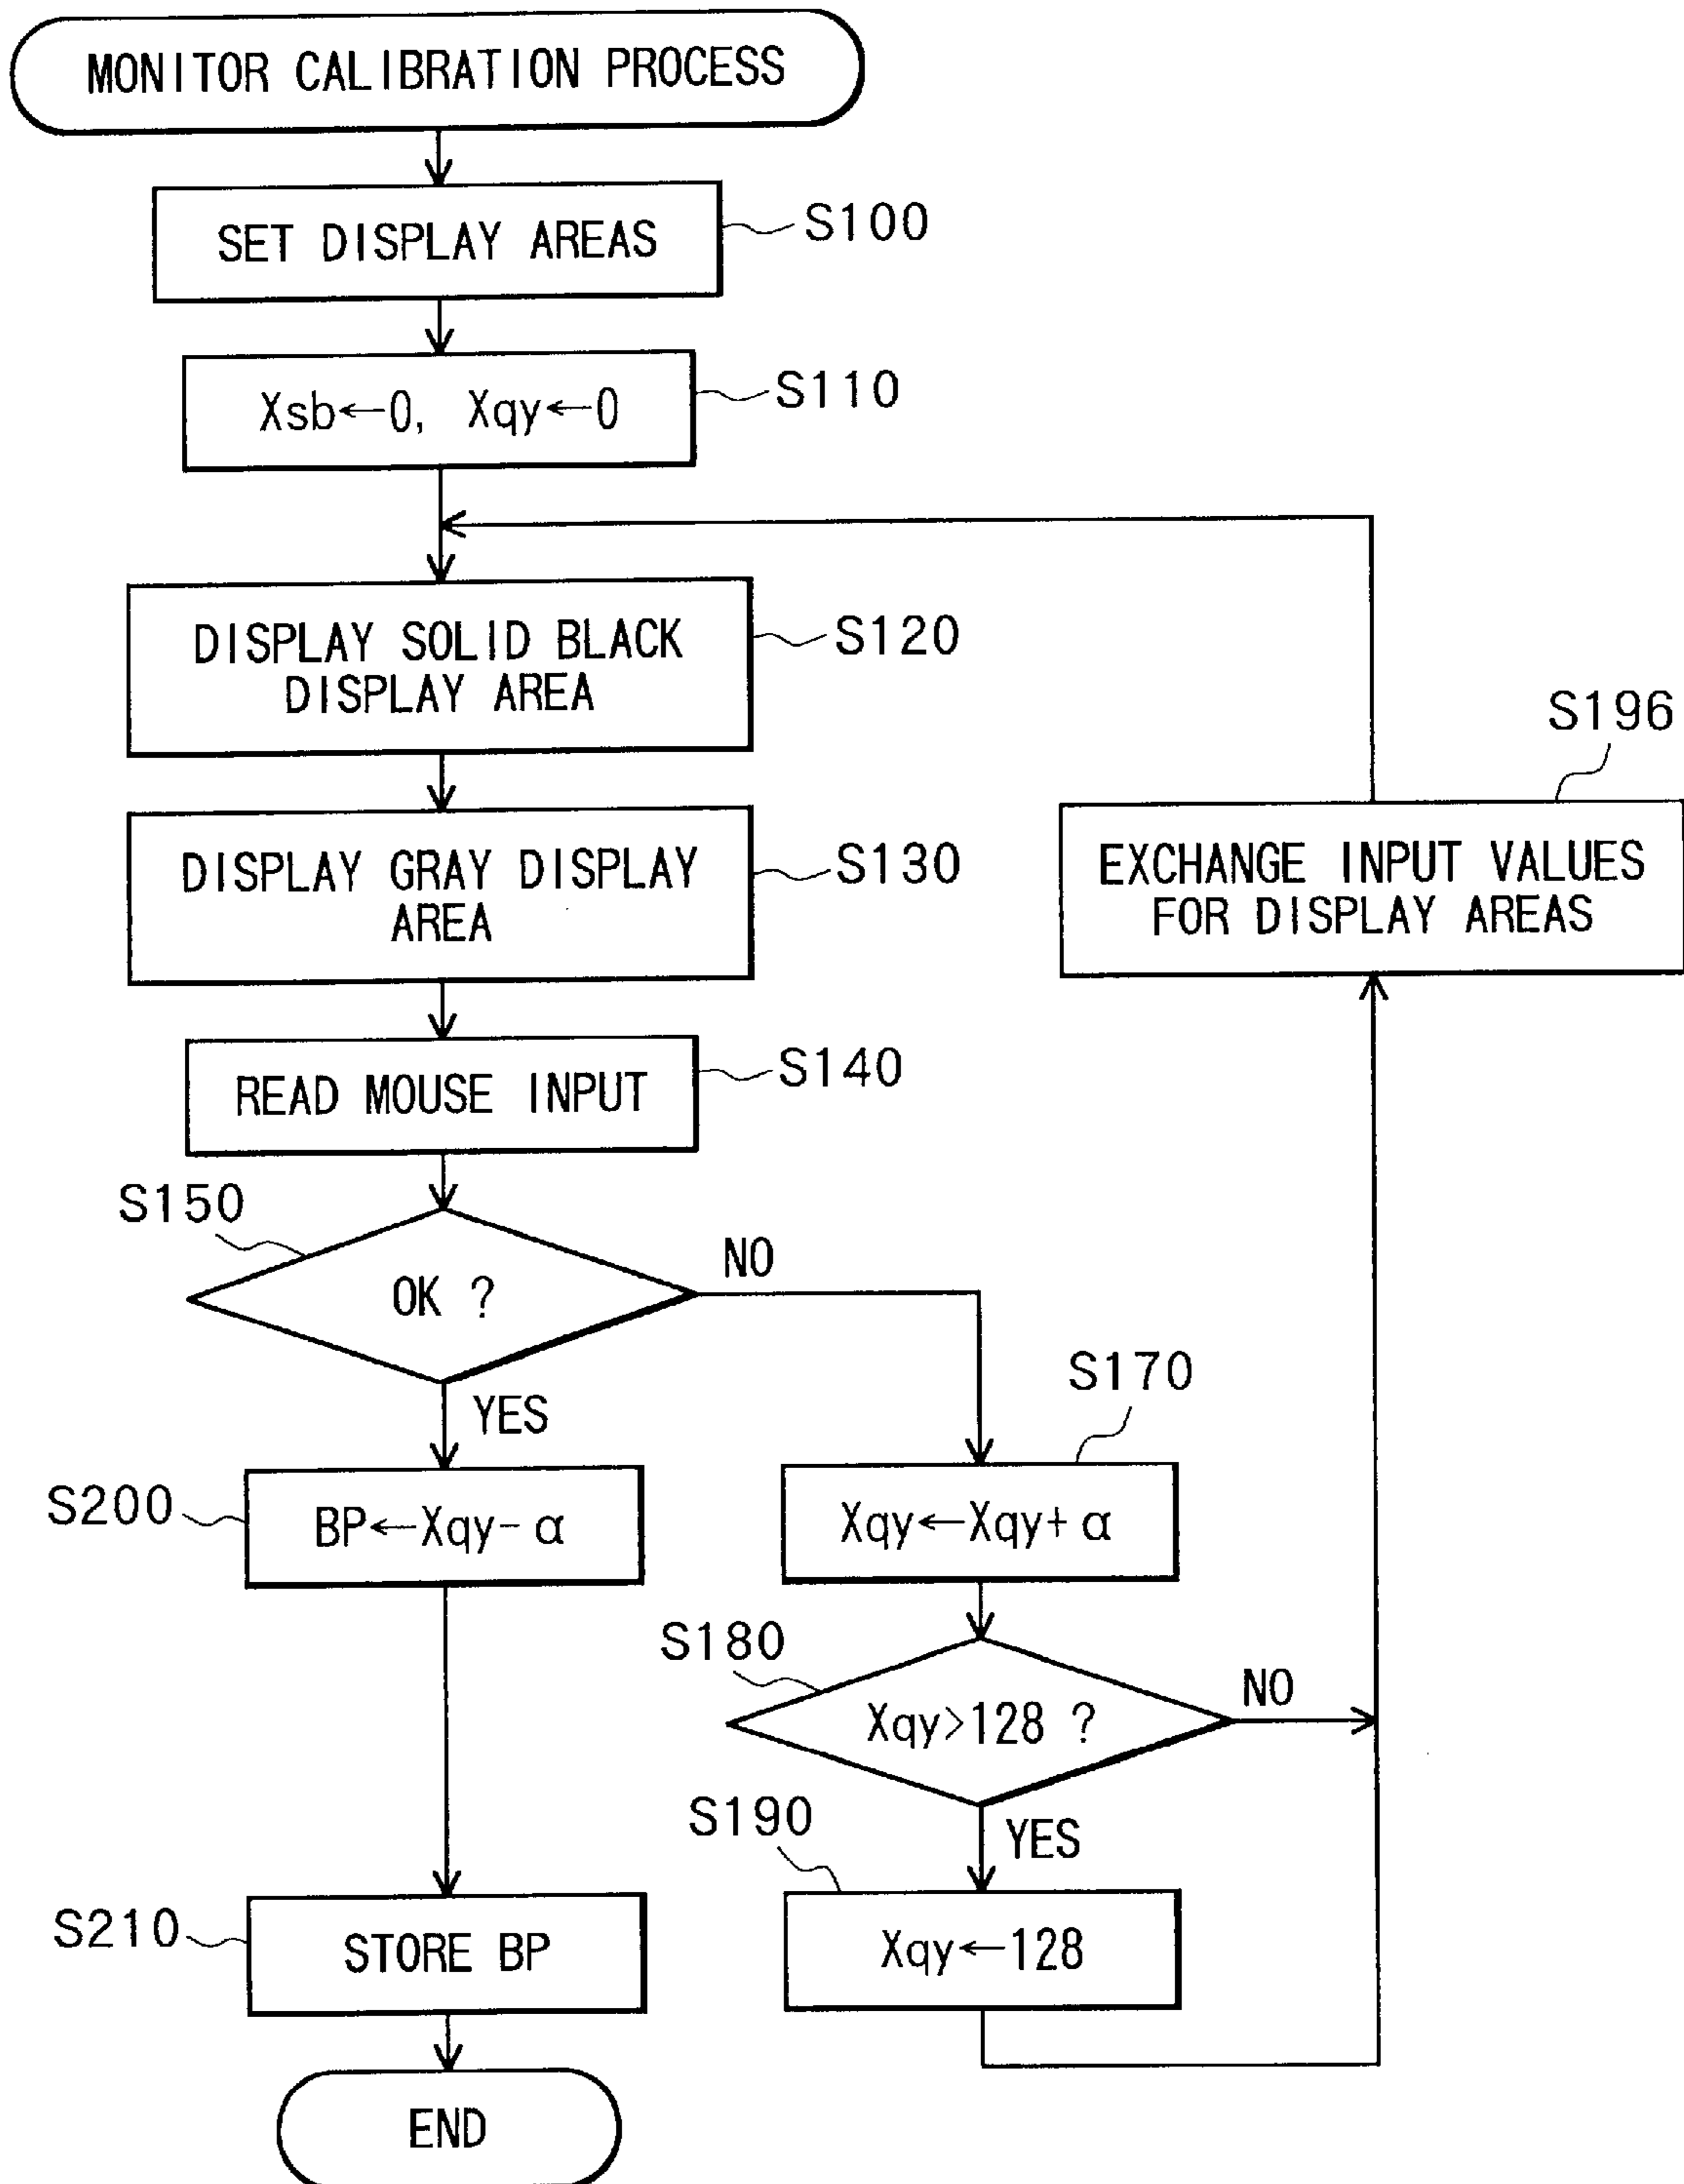 MONITOR CALIBRATION PROCESS
SET DISPLAY AREAS
S100
Xsb←0, Xqy←0
S110
DISPLAY SOLID BLACK
DISPLAY AREA
S120
S196
DISPLAY GRAY DISPLAY
AREA
S130
EXCHANGE INPUT VALUES
FOR DISPLAY AREAS
READ MOUSE INPUT
S140
S150
OK ?
NO
YES
S170
S200
BP←Xqy-α
Xqy←Xqy+α
S180
Xqy>128 ?
NO
YES
S190
Xqy←128
S210
STORE BP
END